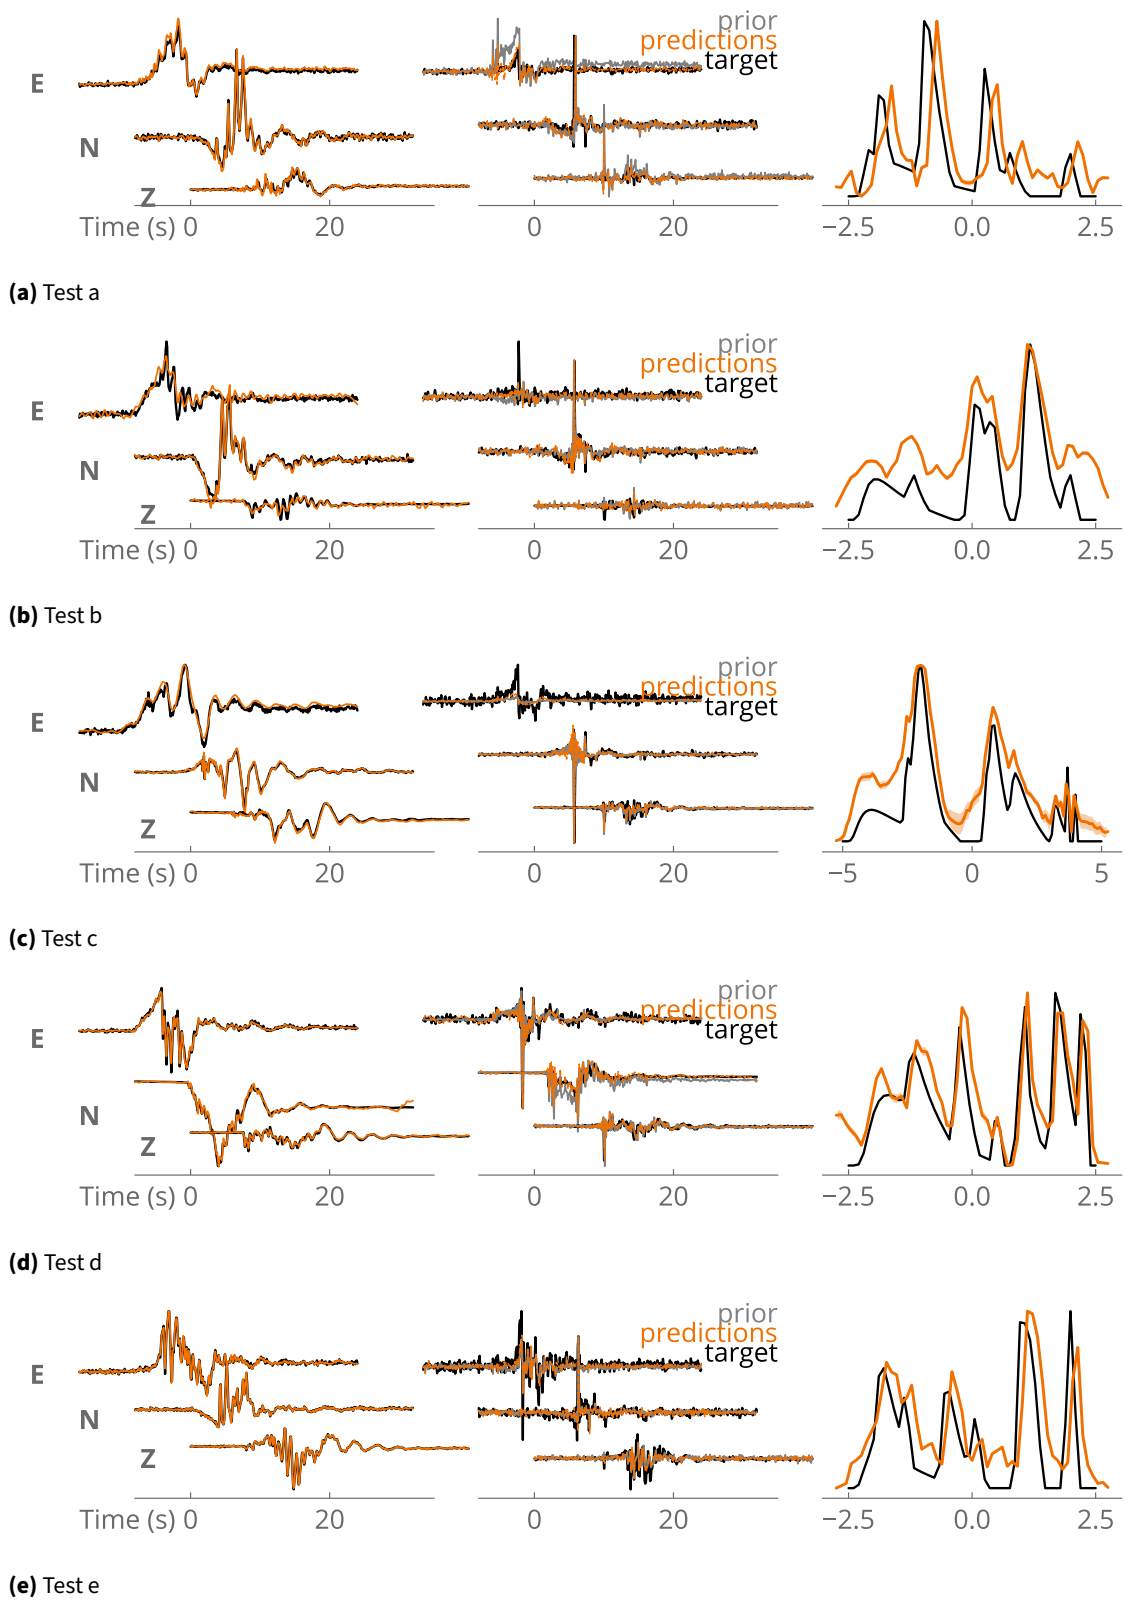 prior
predictions
target
E
N
Z
Time (s) 0 20
0 20
−2.5 0.0 2.5
(a) Test a
prior
predictions
target
E
N
Z
Time (s) 0 20
0 20
−2.5 0.0 2.5
(b) Test b
prior
predictions
target
E
N
Z
Time (s) 0 20
0 20
−5 0 5
(c) Test c
prior
predictions
target
E
N
Z
Time (s) 0 20
0 20
−2.5 0.0 2.5
(d) Test d
prior
predictions
target
E
N
Z
Time (s) 0 20
0 20
−2.5 0.0 2.5
(e) Test e